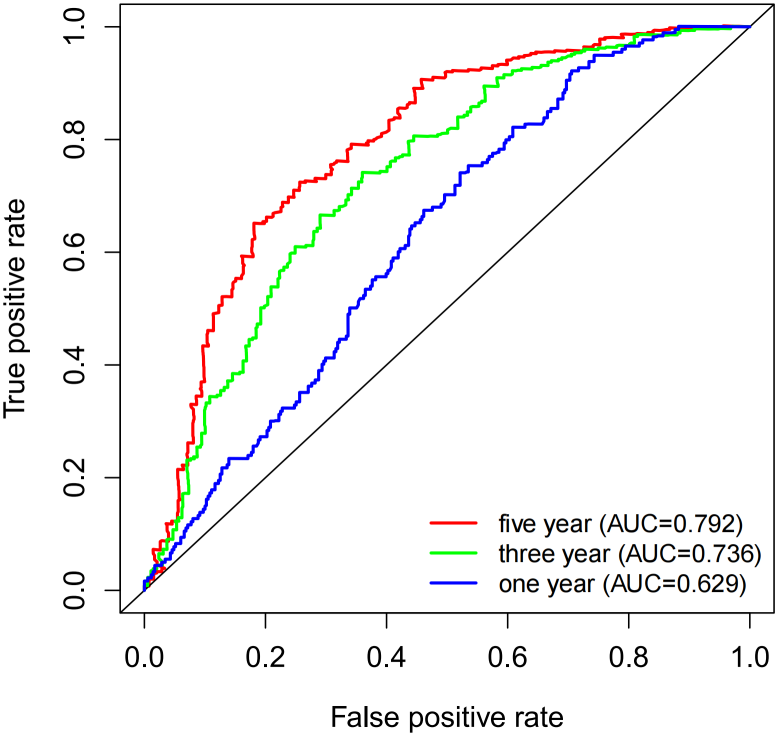 True positive rate
1.0
0.8
0.6
0.4
0.2
0.0
five year (AUC=0.792)
three year (AUC=0.736)
one year (AUC=0.629)
0.0 0.2 0.4 0.6 0.8 1.0
False positive rate